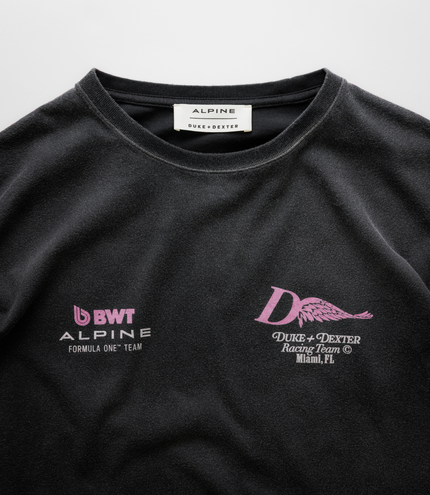 ALPINE
DUKE + DEXTER
BWT
ALPINE
FORMULA ONE™ TEAM
D
DUKE + DEXTER
Racing Team ©
Miami, FL